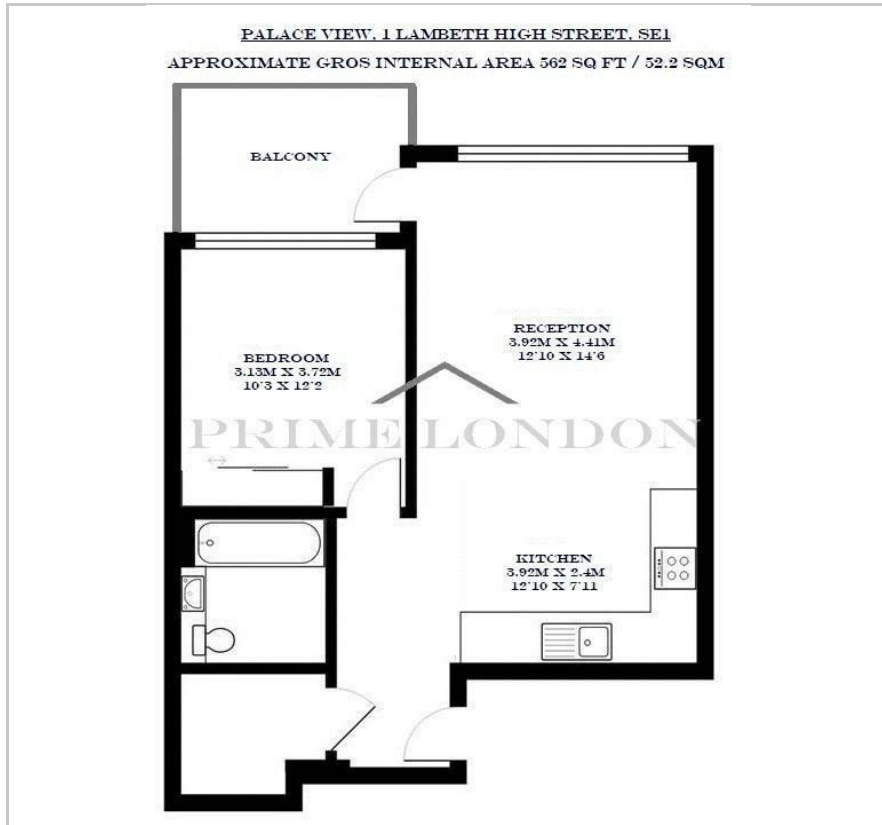 PALACE VIEW, 1 LAMBETH HIGH STREET, SE1
APPROXIMATE GROS INTERNAL AREA 562 SQ FT / 52.2 SQM
BALCONY
RECEPTION
3.92M X 4.41M
12'10 X 14'6
BEDROOM
3.13M X 3.72M
10'3 X 12'2
PRIME LONDON
KITCHEN
3.92M X 2.4M
12'10 X 7'11